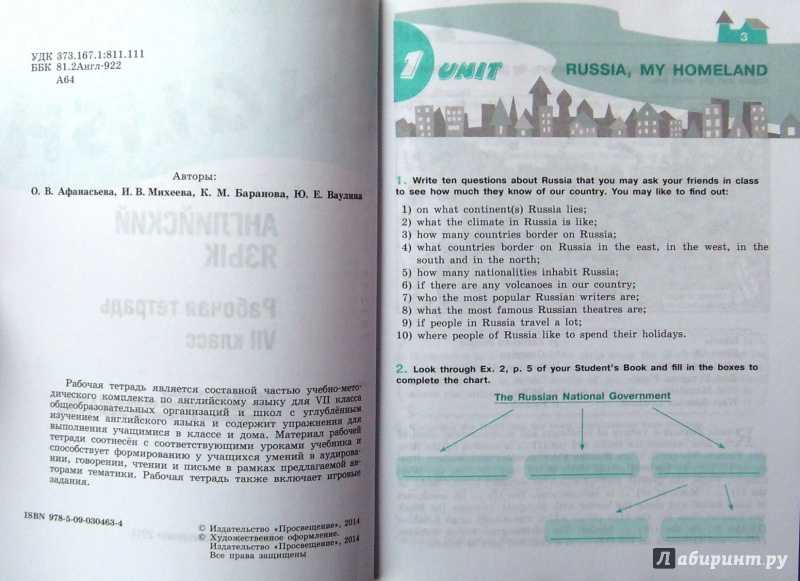 УДК 373.167.1:811.111
ББК 81.2Англ-922
А64
Авторы:
О. В. Афанасьева, И. В. Михеева, К. М. Баранова, Ю. Е. Ваулина
АНГЛИЙСКИЙ
ЯЗЫК
Рабочая тетрадь
VII класс
Рабочая тетрадь является составной частью учебно-мето-
дического комплекта по английскому языку для VII класса
общеобразовательных организаций и школ с углублённым
изучением английского языка и содержит упражнения для
выполнения учащимися в классе и дома. Материал рабочей
тетради соотнесён с соответствующими уроками учебника и
способствует формированию у учащихся умений в аудирова-
нии, говорении, чтении и письме в рамках предлагаемой ав-
торами тематики. Рабочая тетрадь также включает игровые
задания.
ISBN 978-5-09-030463-4
© Издательство «Просвещение», 2014
© Художественное оформление.
Издательство «Просвещение», 2014
Все права защищены
3
1 UNIT
RUSSIA, MY HOMELAND
1. Write ten questions about Russia that you may ask your friends in class
to see how much they know of our country. You may like to find out:
1) on what continent(s) Russia lies;
2) what the climate in Russia is like;
3) how many countries border on Russia;
4) what countries border on Russia in the east, in the west, in the
south and in the north;
5) how many nationalities inhabit Russia;
6) if there are any volcanoes in our country;
7) who the most popular Russian writers are;
8) what the most famous Russian theatres are;
9) if people in Russia travel a lot;
10) where people of Russia like to spend their holidays.
2. Look through Ex. 2, p. 5 of your Student's Book and fill in the boxes to
complete the chart.
The Russian National Government
Лабиринт.ру